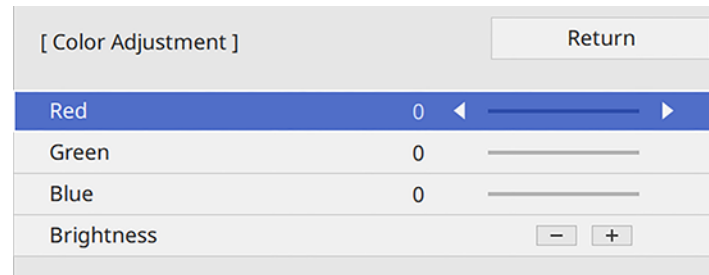 [ Color Adjustment ]
Return
Red 0
Green 0
Blue 0
Brightness − +